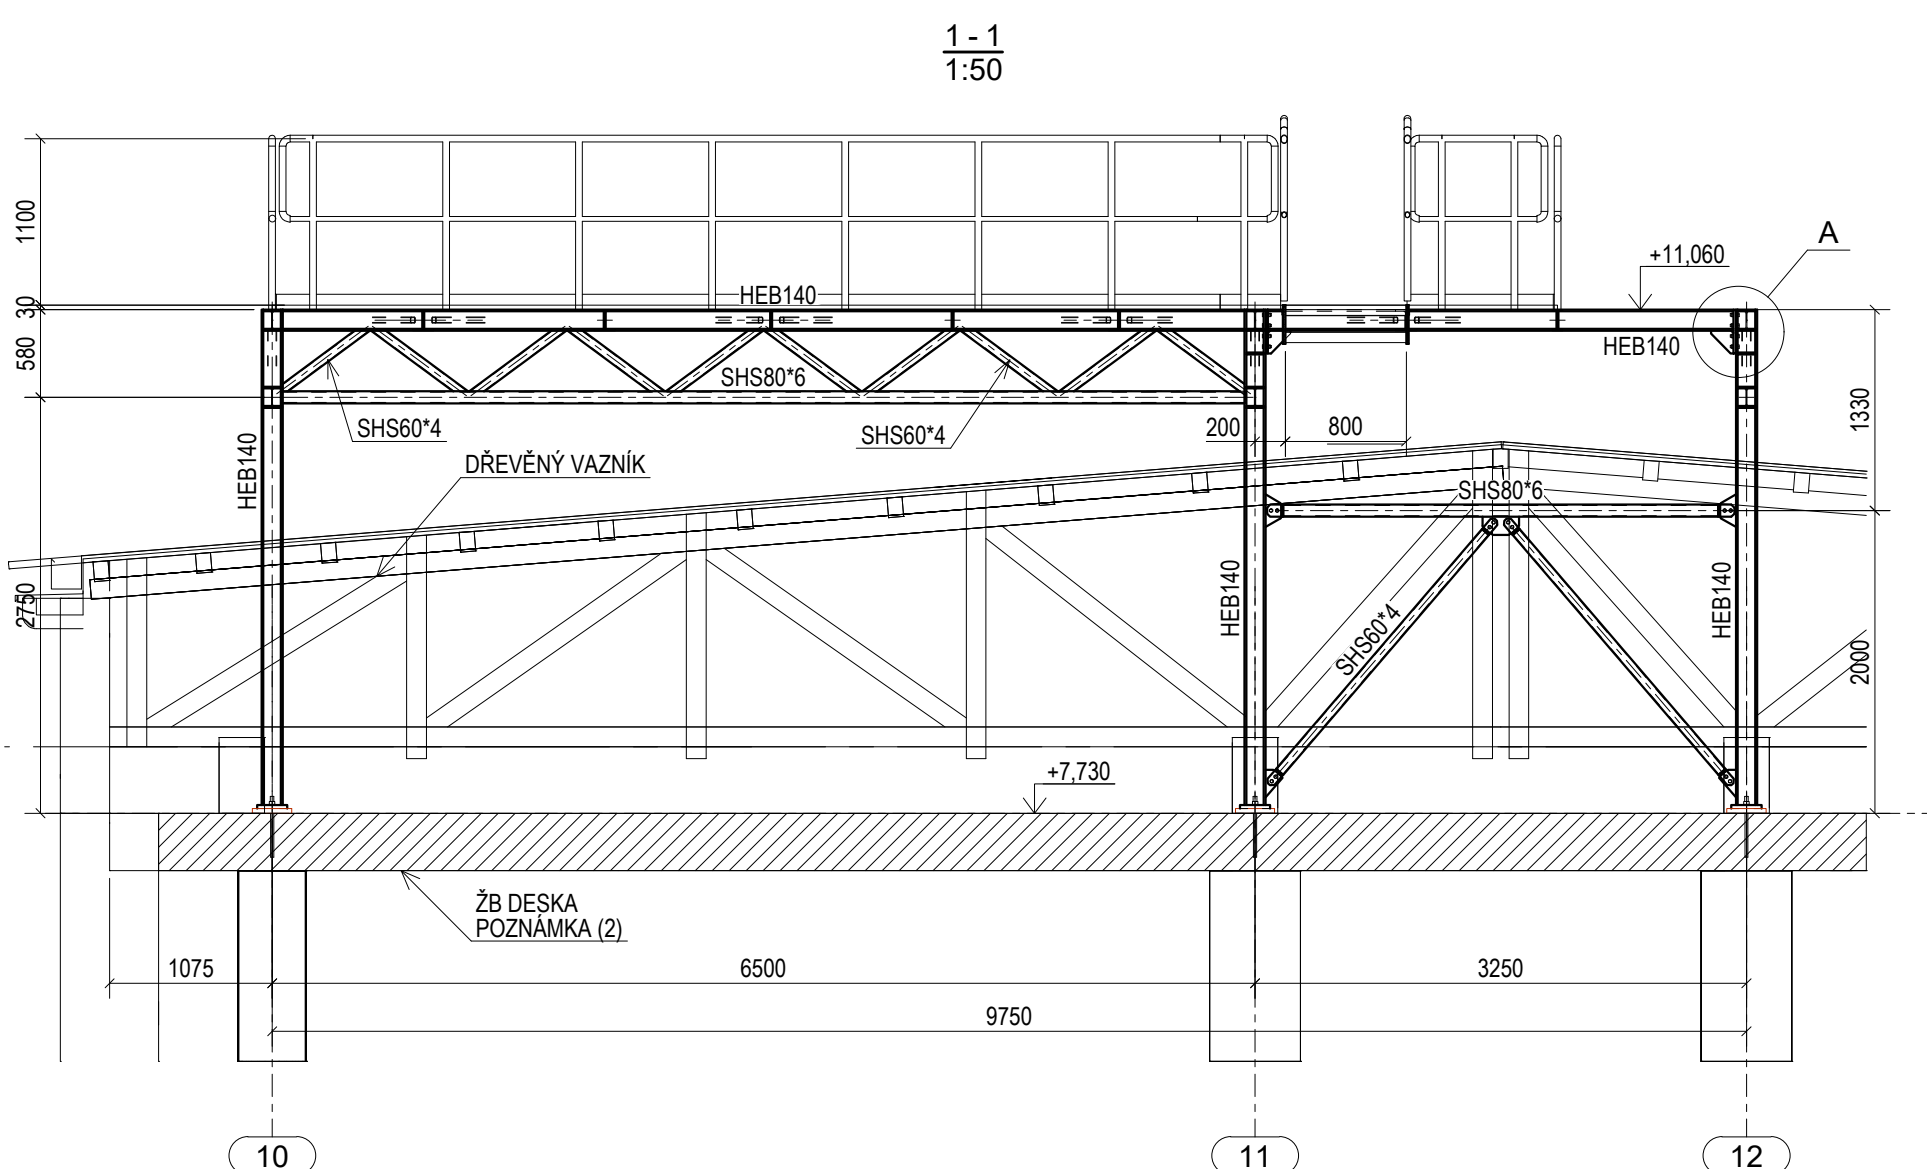 1 - 1
1:50
A
+11,060
1100
30
580
2750
HEB140
HEB140
SHS80*6
SHS60*4
SHS60*4
200
800
1330
HEB140
DŘEVĚNÝ VAZNÍK
SHS80*6
HEB140
HEB140
SHS60*4
2000
+7,730
ŽB DESKA
POZNÁMKA (2)
1075
6500
3250
9750
10
11
12